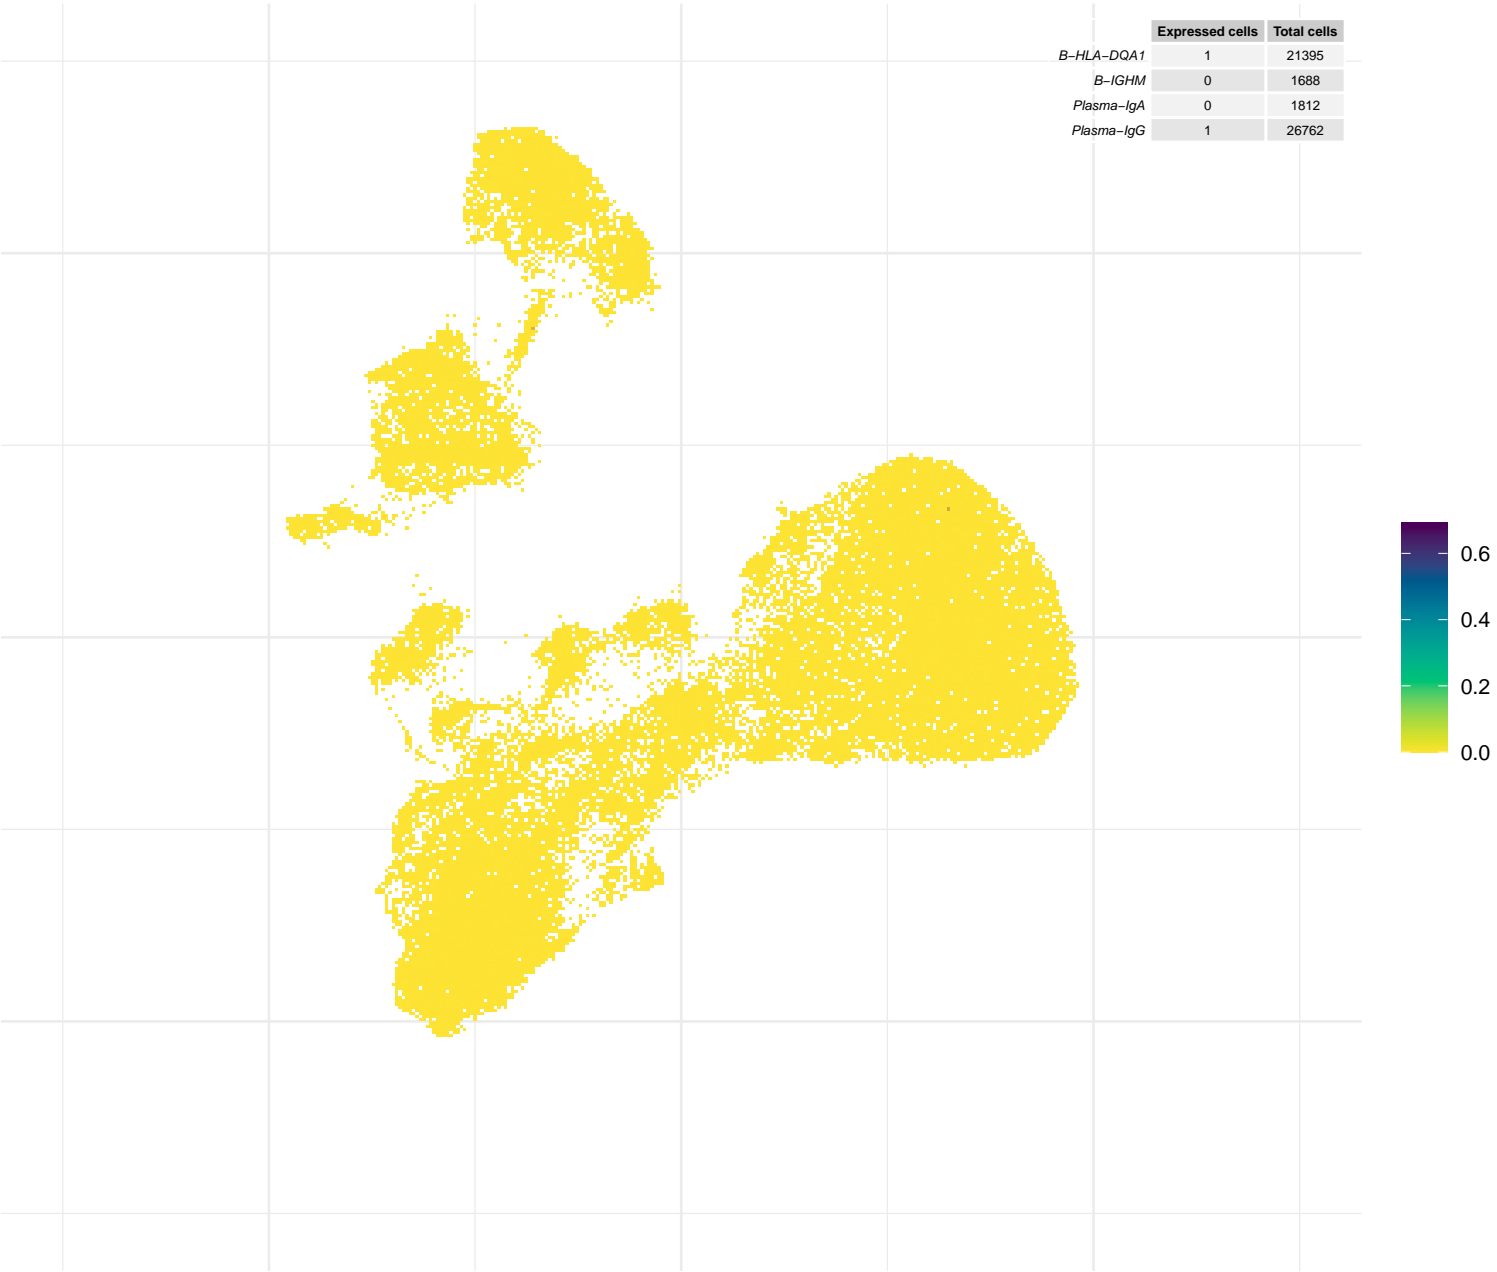 Expressed cells Total cells
B-HLA-DQA1 1 21395
B-IGHM 0 1688
Plasma-IgA 0 1812
Plasma-IgG 1 26762
0.6
0.4
0.2
0.0